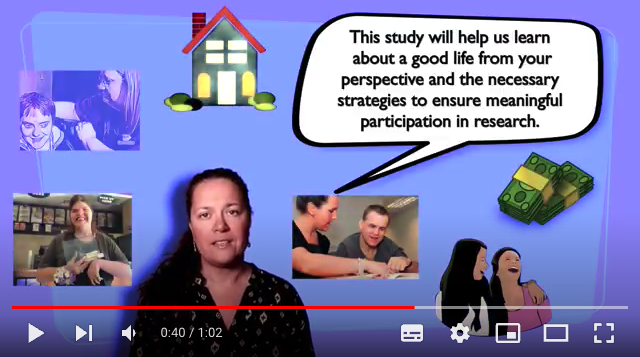 This study will help us learn
about a good life from your
perspective and the necessary
strategies to ensure meaningful
participation in research.
0:40 / 1:02